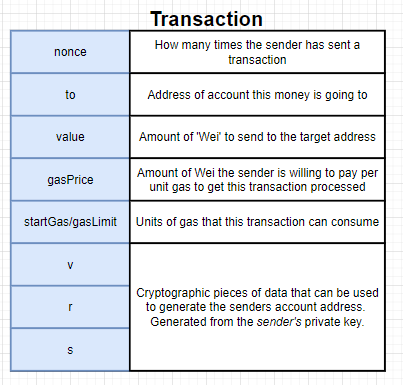 Transaction
nonce
How many times the sender has sent a
transaction
to
Address of account this money is going to
value
Amount of 'Wei' to send to the target address
gasPrice
Amount of Wei the sender is willing to pay per
unit gas to get this transaction processed
startGas/gasLimit
Units of gas that this transaction can consume
v
r
s
Cryptographic pieces of data that can be used
to generate the senders account address.
Generated from the sender's private key.